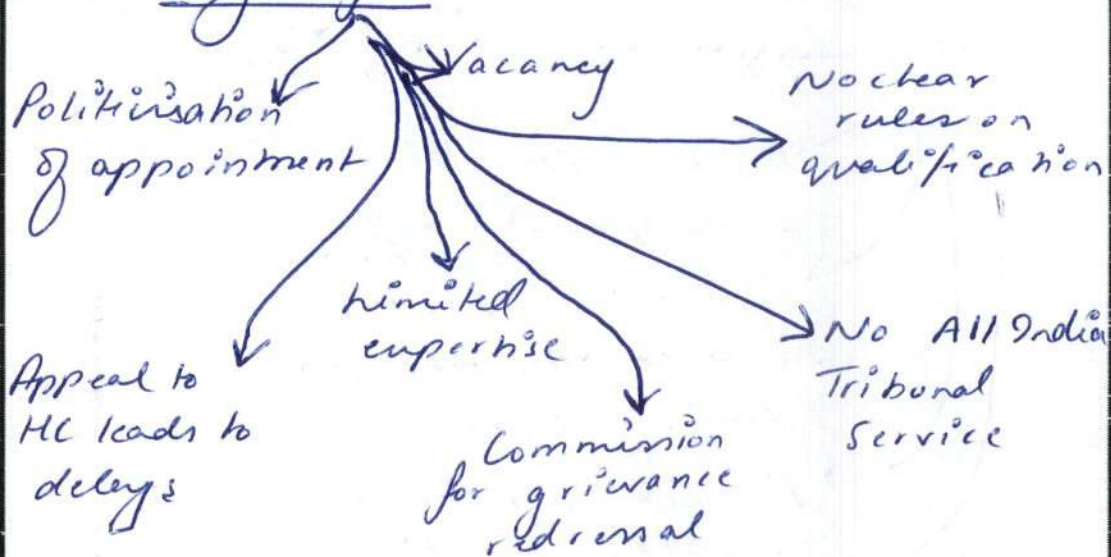 Vacancy
Politicisation
of appointment
No clear
rules on
qualification
Limited
expertise
No All India
Tribunal
Service
Appeal to
HC leads to
delays
Commission
for grievance
redressal